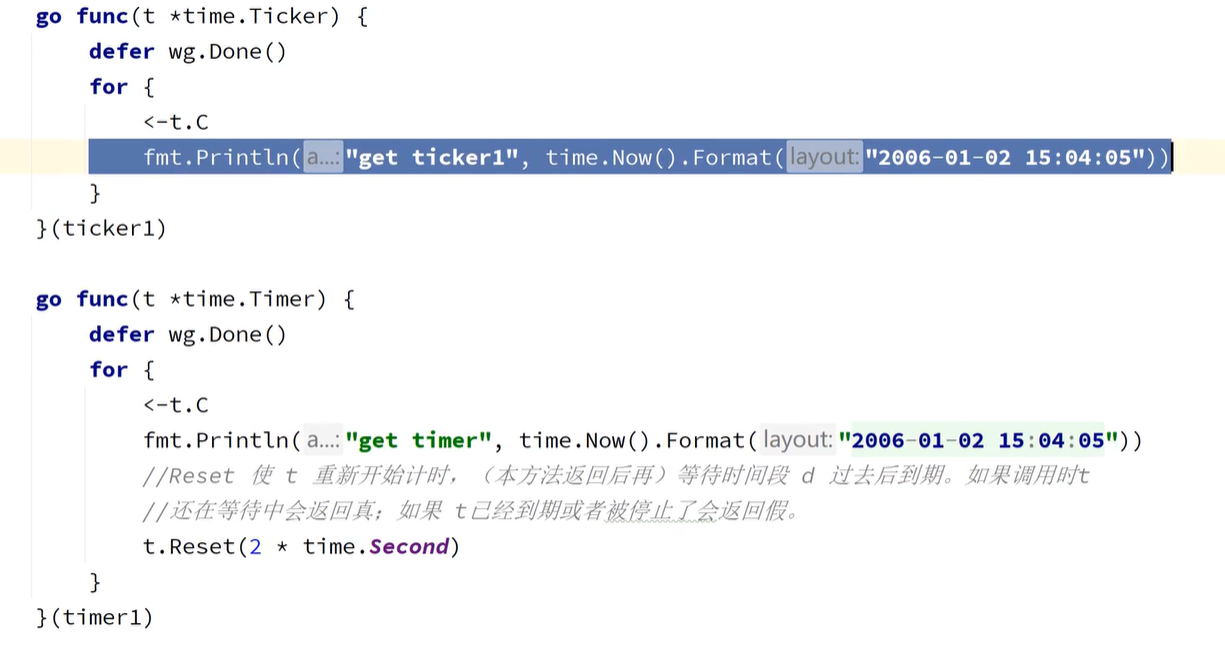 go func(t *time.Ticker) {
    defer wg.Done()
    for {
        <-t.C
        fmt.Println( a...: "get ticker1", time.Now().Format( layout: "2006-01-02 15:04:05"))
    }
}(ticker1)

go func(t *time.Timer) {
    defer wg.Done()
    for {
        <-t.C
        fmt.Println( a...: "get timer", time.Now().Format( layout: "2006-01-02 15:04:05"))
        //Reset 使 t 重新开始计时，（本方法返回后再）等待时间段 d 过去后到期。如果调用时t
        //还在等待中会返回真；如果 t已经到期或者被停止了会返回假。
        t.Reset(2 * time.Second)
    }
}(timer1)